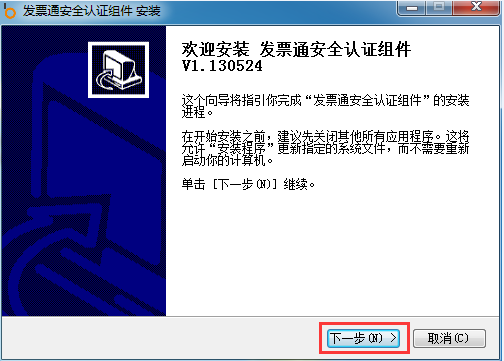 发票通安全认证组件 安装
欢迎安装 发票通安全认证组件
V1.130524
这个向导将指引你完成“发票通安全认证组件”的安装
进程。
在开始安装之前，建议先关闭其他所有应用程序。这将
允许“安装程序”更新指定的系统文件，而不需要重新
启动你的计算机。
单击 [下一步(N)] 继续。
下一步(N) >
取消(C)